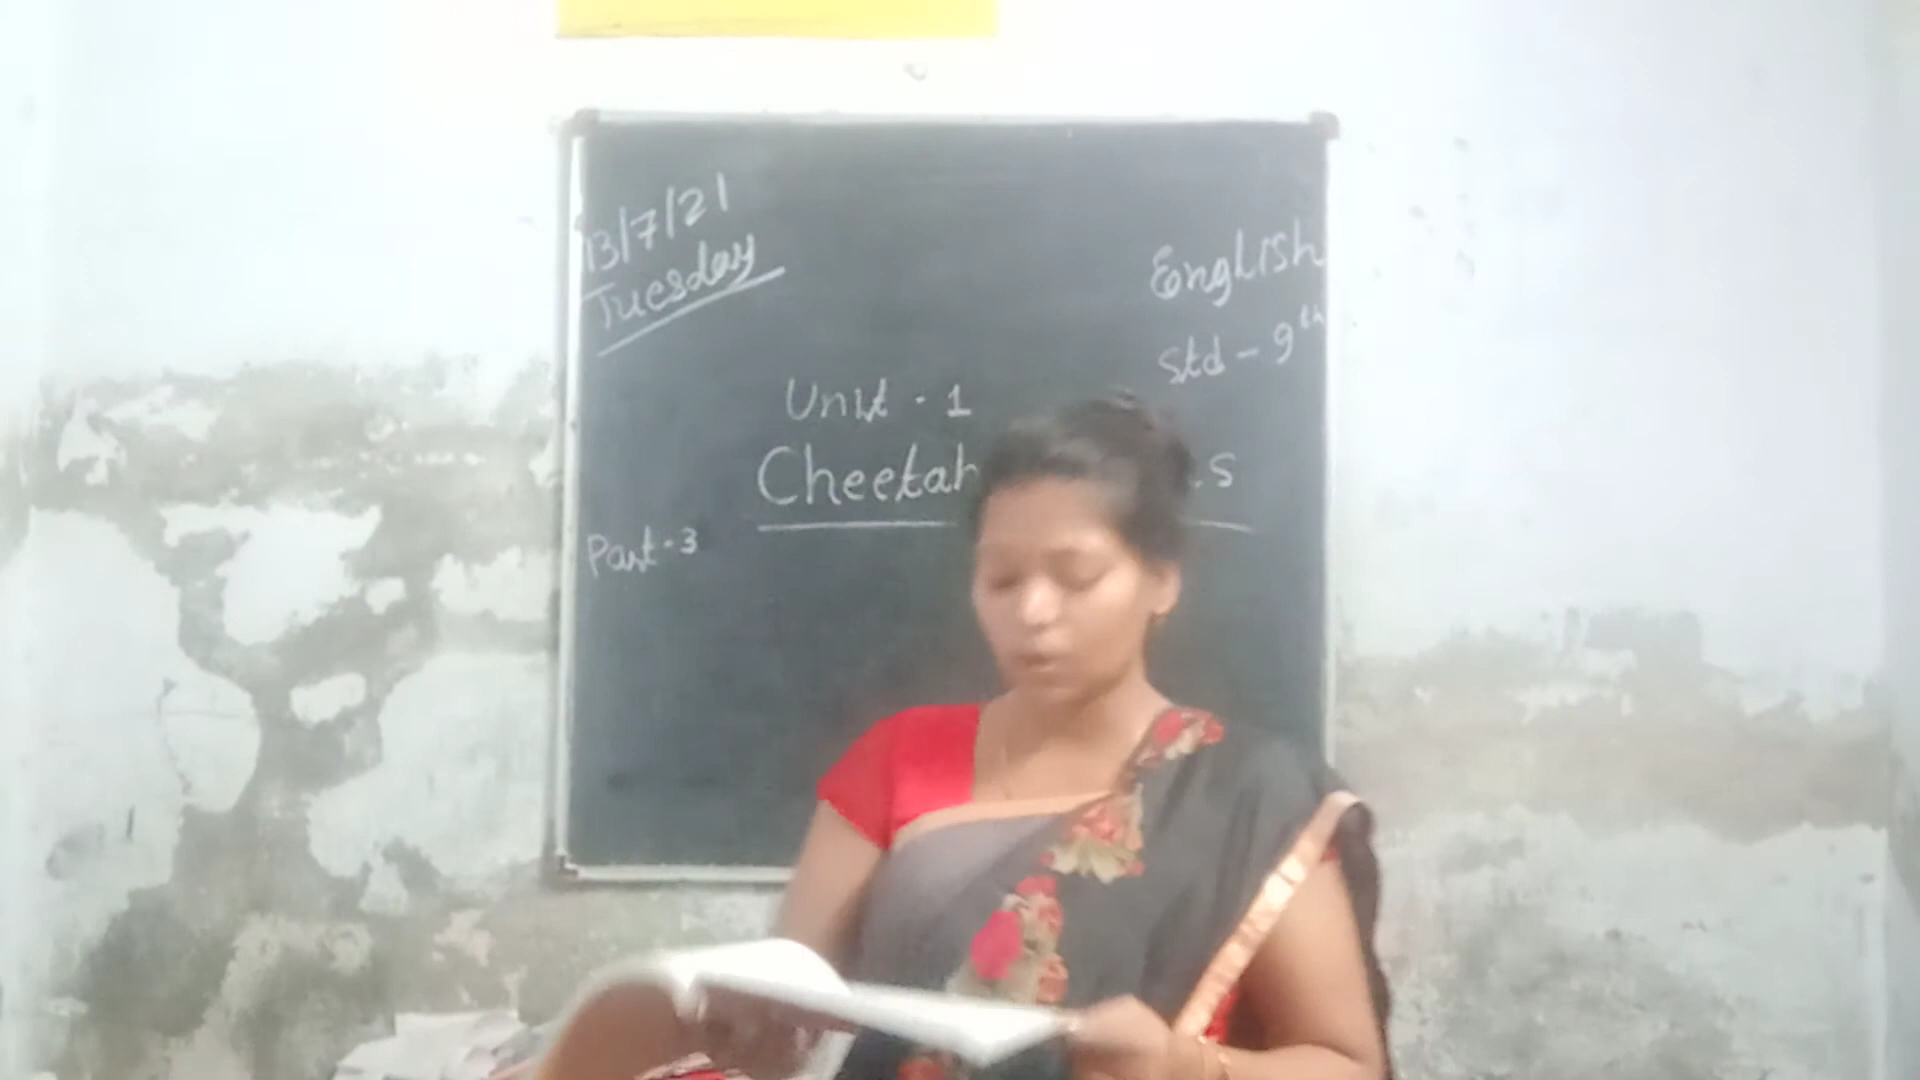 13/7/21
Tuesday
English
Std - 9th
Unit - 1
Cheetah
Part - 3